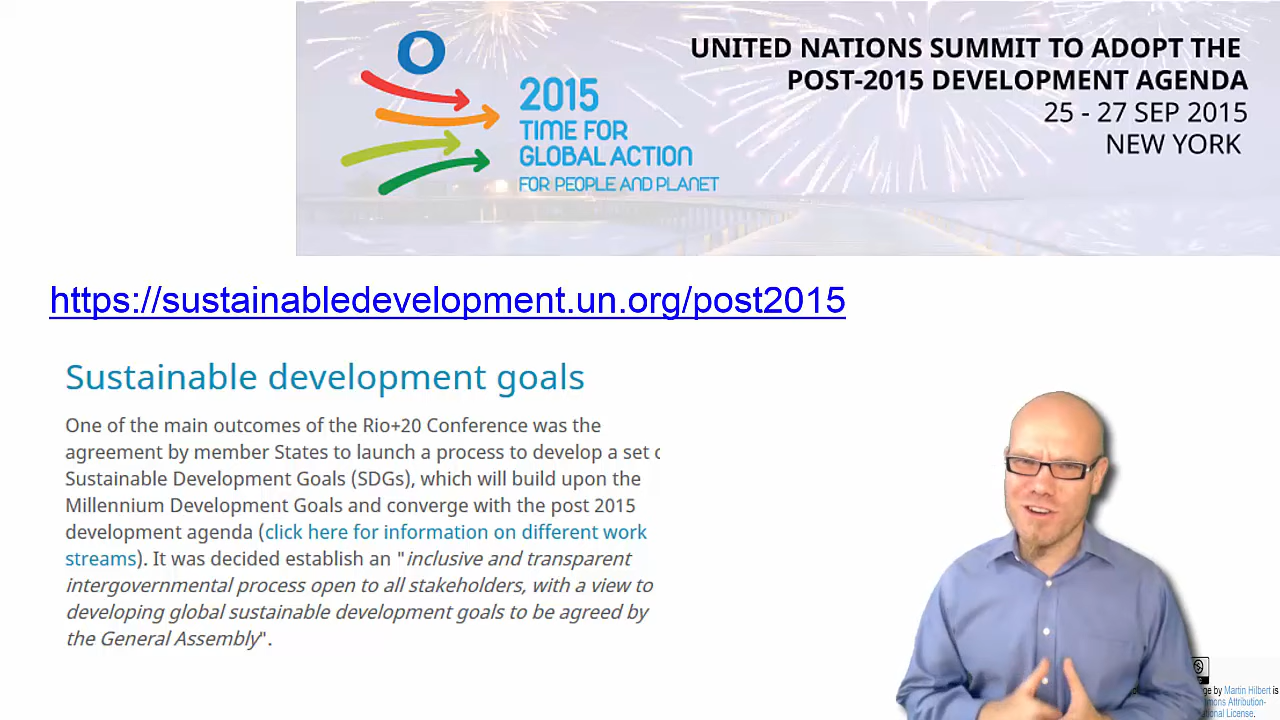 UNITED NATIONS SUMMIT TO ADOPT THE
POST-2015 DEVELOPMENT AGENDA
25 - 27 SEP 2015
NEW YORK
2015
TIME FOR
GLOBAL ACTION
FOR PEOPLE AND PLANET
https://sustainabledevelopment.un.org/post2015
Sustainable development goals
One of the main outcomes of the Rio+20 Conference was the
agreement by member States to launch a process to develop a set
Sustainable Development Goals (SDGs), which will build upon the
Millennium Development Goals and converge with the post 2015
development agenda (click here for information on different work
streams). It was decided establish an "inclusive and transparent
intergovernmental process open to all stakeholders, with a view to
developing global sustainable development goals to be agreed by
the General Assembly".
by Martin Hilbert is
Attribution-
License.